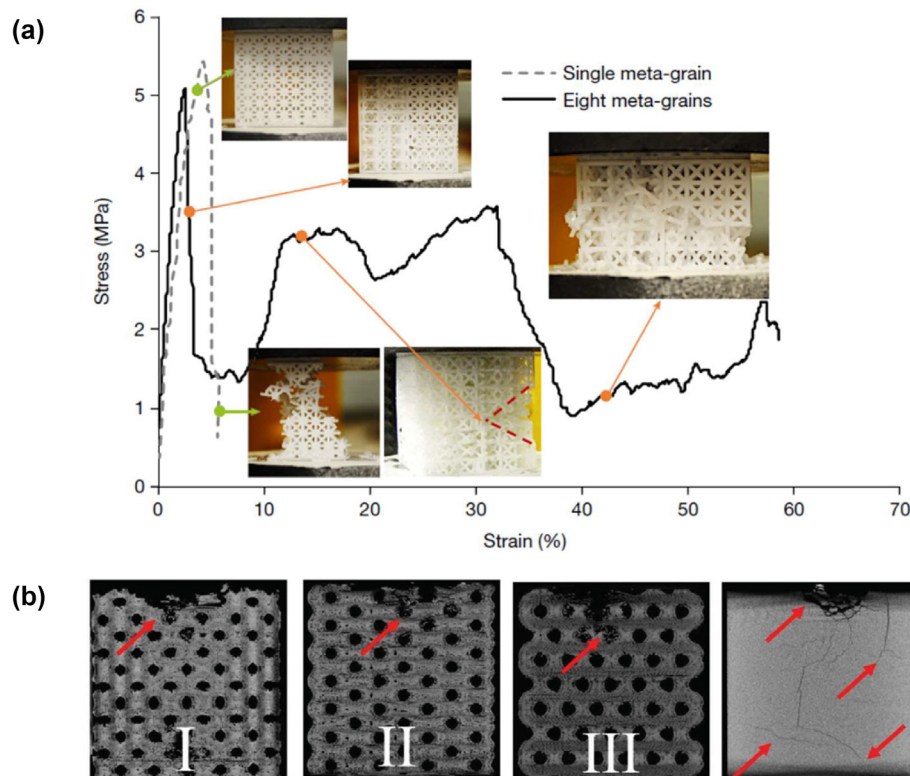 (a)
6
5
4
3
2
1
0
Stress (MPa)
Single meta-grain
Eight meta-grains
0 10 20 30 40 50 60 70
Strain (%)
(b)
I II III